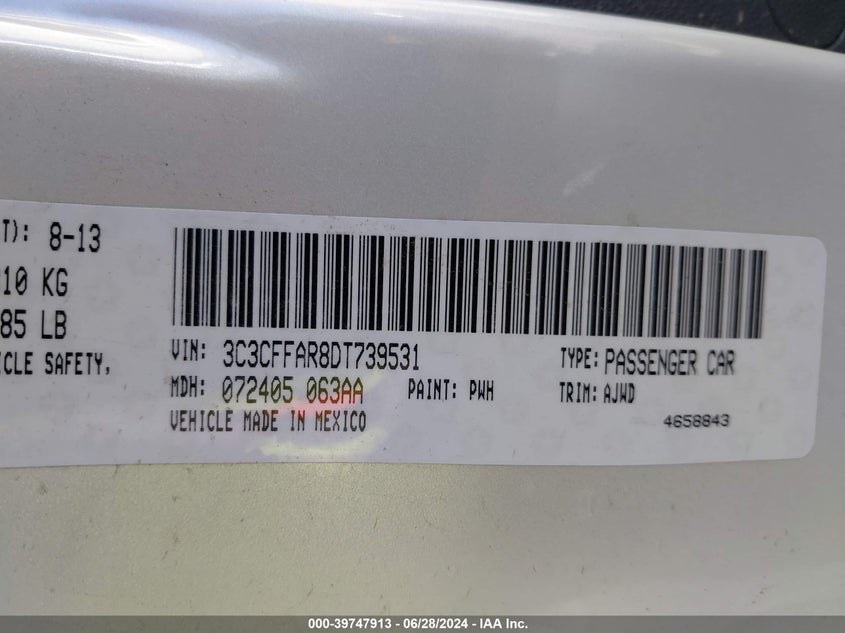 T): 8-13
10 KG
85 LB
ICLE SAFETY,
VIN: 3C3CFFAR8DT739531
TYPE: PASSENGER CAR
MDH: 072405 063AA
PAINT: PWH
TRIM: AJWD
VEHICLE MADE IN MEXICO
4658843
000-39747913 - 06/28/2024 - IAA Inc.